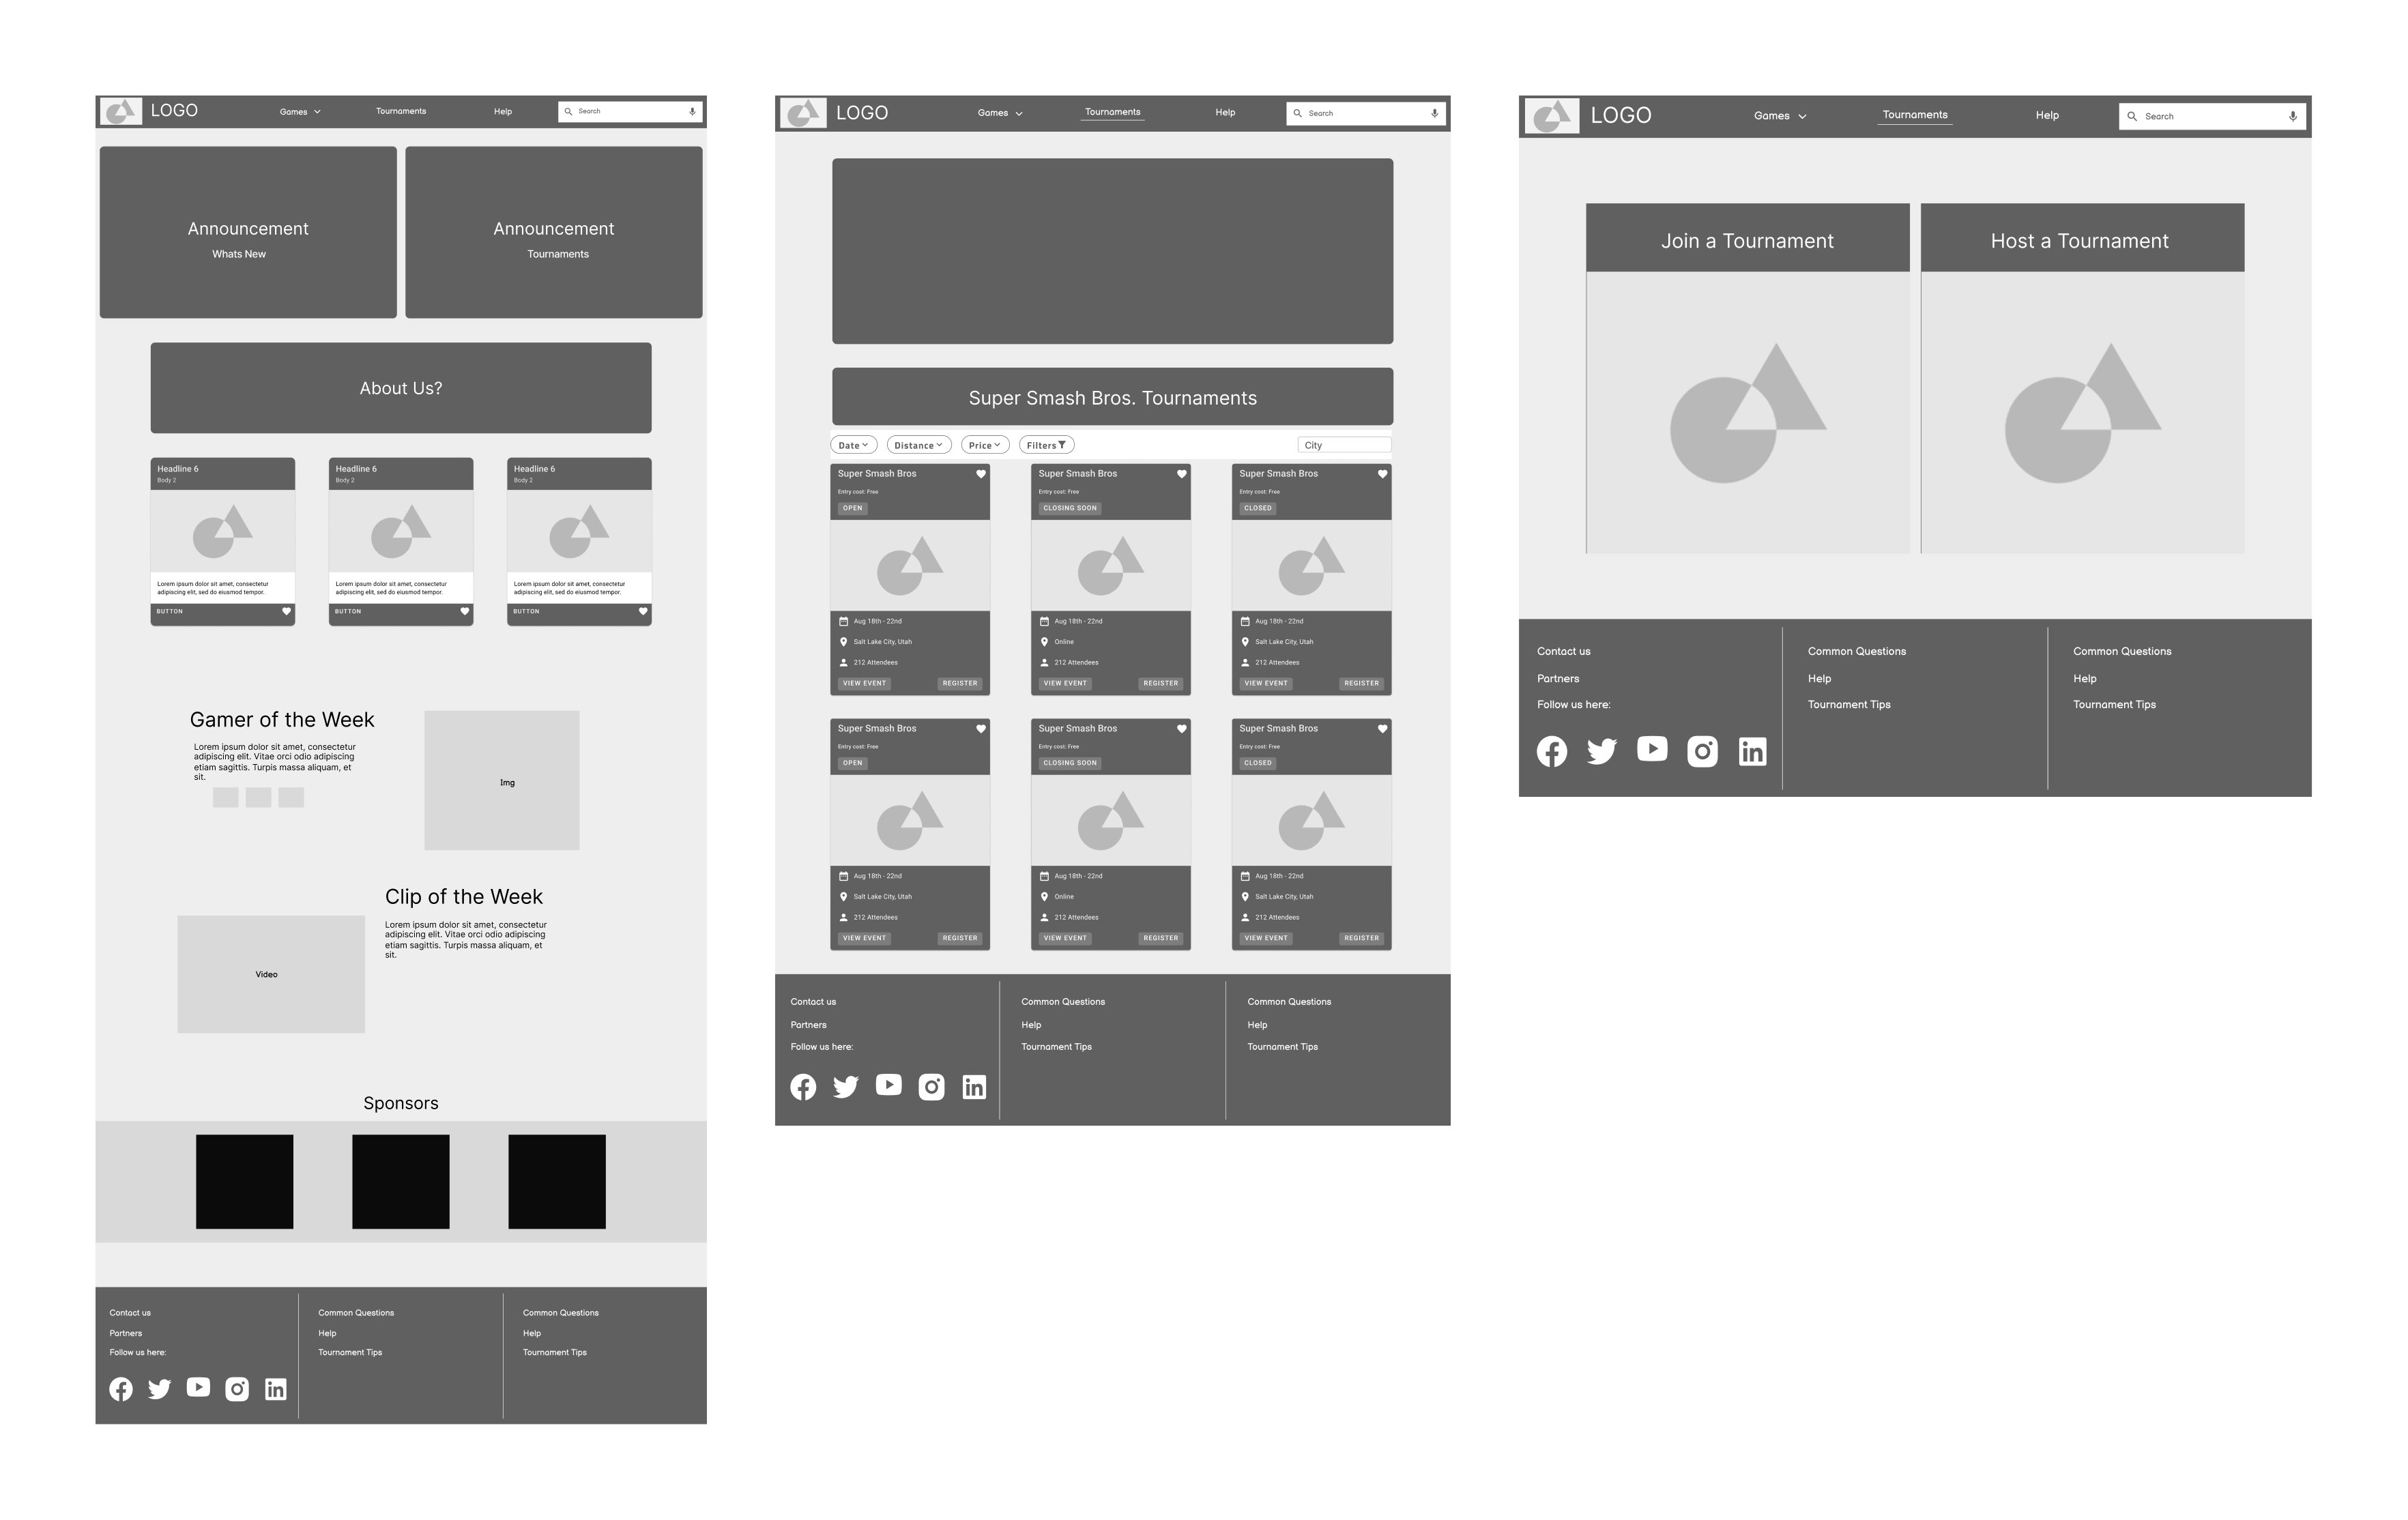 LOGO
Games
Tournaments
Help
Search
Announcement
Whats New
Announcement
Tournaments
About Us?
Headline 6
Body 2
Lorem ipsum dolor sit amet, consectetur
adipiscing elit, sed do eiusmod tempor.
BUTTON
Headline 6
Body 2
Lorem ipsum dolor sit amet, consectetur
adipiscing elit, sed do eiusmod tempor.
BUTTON
Headline 6
Body 2
Lorem ipsum dolor sit amet, consectetur
adipiscing elit, sed do eiusmod tempor.
BUTTON
Gamer of the Week
Lorem ipsum dolor sit amet, consectetur
adipiscing elit. Vitae orci odio adipiscing
etiam sagittis. Turpis massa aliquam, et
sit.
Img
Clip of the Week
Lorem ipsum dolor sit amet, consectetur
adipiscing elit. Vitae orci odio adipiscing
etiam sagittis. Turpis massa aliquam, et
sit.
Video
Sponsors
Contact us
Partners
Follow us here:
Common Questions
Help
Tournament Tips
Common Questions
Help
Tournament Tips
LOGO
Games
Tournaments
Help
Search
Super Smash Bros. Tournaments
Date
Distance
Price
Filters
City
Super Smash Bros
Entry cost: Free
OPEN
Aug 18th - 22nd
Salt Lake City, Utah
212 Attendees
VIEW EVENT
REGISTER
Super Smash Bros
Entry cost: Free
CLOSING SOON
Aug 18th - 22nd
Online
212 Attendees
VIEW EVENT
REGISTER
Super Smash Bros
Entry cost: Free
CLOSED
Aug 18th - 22nd
Salt Lake City, Utah
212 Attendees
VIEW EVENT
REGISTER
Super Smash Bros
Entry cost: Free
OPEN
Aug 18th - 22nd
Salt Lake City, Utah
212 Attendees
VIEW EVENT
REGISTER
Super Smash Bros
Entry cost: Free
CLOSING SOON
Aug 18th - 22nd
Online
212 Attendees
VIEW EVENT
REGISTER
Super Smash Bros
Entry cost: Free
CLOSED
Aug 18th - 22nd
Salt Lake City, Utah
212 Attendees
VIEW EVENT
REGISTER
Contact us
Partners
Follow us here:
Common Questions
Help
Tournament Tips
Common Questions
Help
Tournament Tips
LOGO
Games
Tournaments
Help
Search
Join a Tournament
Host a Tournament
Contact us
Partners
Follow us here:
Common Questions
Help
Tournament Tips
Common Questions
Help
Tournament Tips